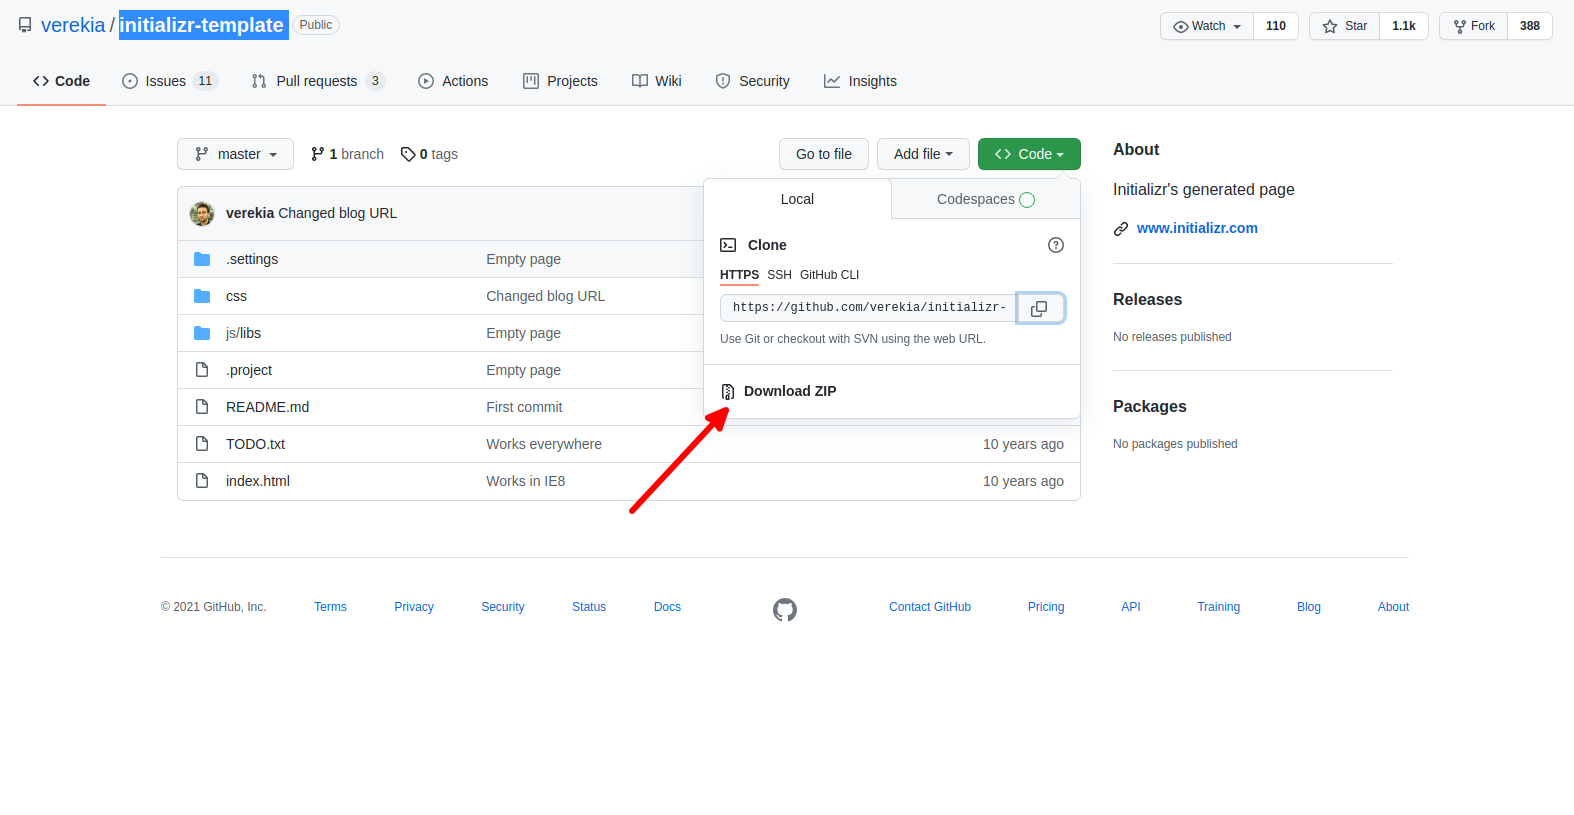 verekia / initializr-template Public
Watch 110 Star 1.1k Fork 388
Code Issues 11 Pull requests 3 Actions Projects Wiki Security Insights
master 1 branch 0 tags Go to file Add file Code
verekia Changed blog URL
.settings Empty page
css Changed blog URL
js/libs Empty page
.project Empty page
README.md First commit
TODO.txt Works everywhere 10 years ago
index.html Works in IE8 10 years ago
Local Codespaces
Clone
HTTPS SSH GitHub CLI
https://github.com/verekia/initializr-
Use Git or checkout with SVN using the web URL.
Download ZIP
About
Initializr's generated page
www.initializr.com
Releases
No releases published
Packages
No packages published
© 2021 GitHub, Inc. Terms Privacy Security Status Docs Contact GitHub Pricing API Training Blog About